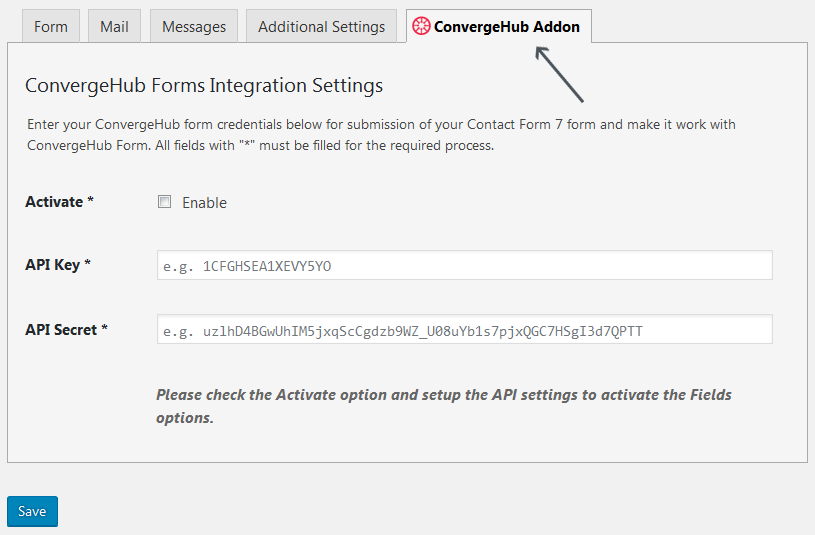 Form Mail Messages Additional Settings ConvergeHub Addon
ConvergeHub Forms Integration Settings
Enter your ConvergeHub form credentials below for submission of your Contact Form 7 form and make it work with
ConvergeHub Form. All fields with "*" must be filled for the required process.
Activate * Enable
API Key * e.g. 1CFGHSEA1XEVY5YO
API Secret * e.g. uzlhD4BGwUhIM5jxqScCgdzb9WZ_U08uYb1s7pjxQGC7HSgI3d7QPTT
Please check the Activate option and setup the API settings to activate the Fields
options.
Save